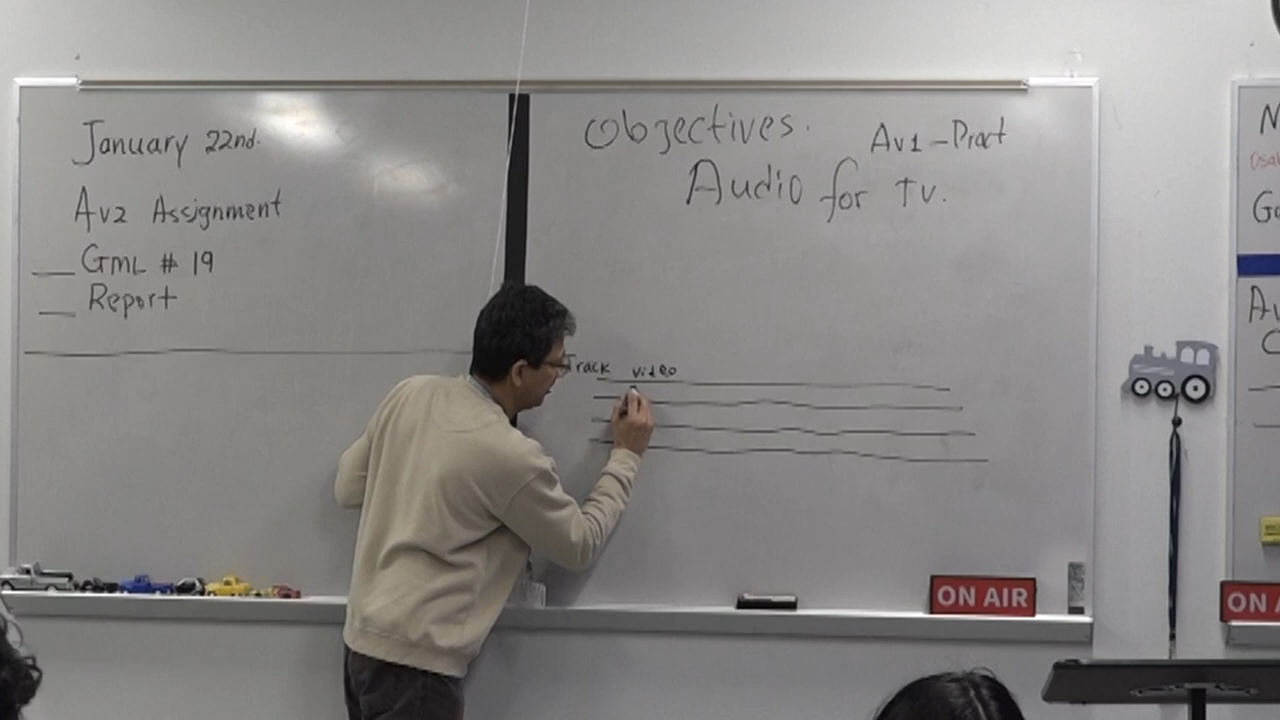 January 22nd.
Av2 Assignment
GML # 19
Report
Objectives.
Av1 - Pract
Audio for TV.
Track video
ON AIR
ON